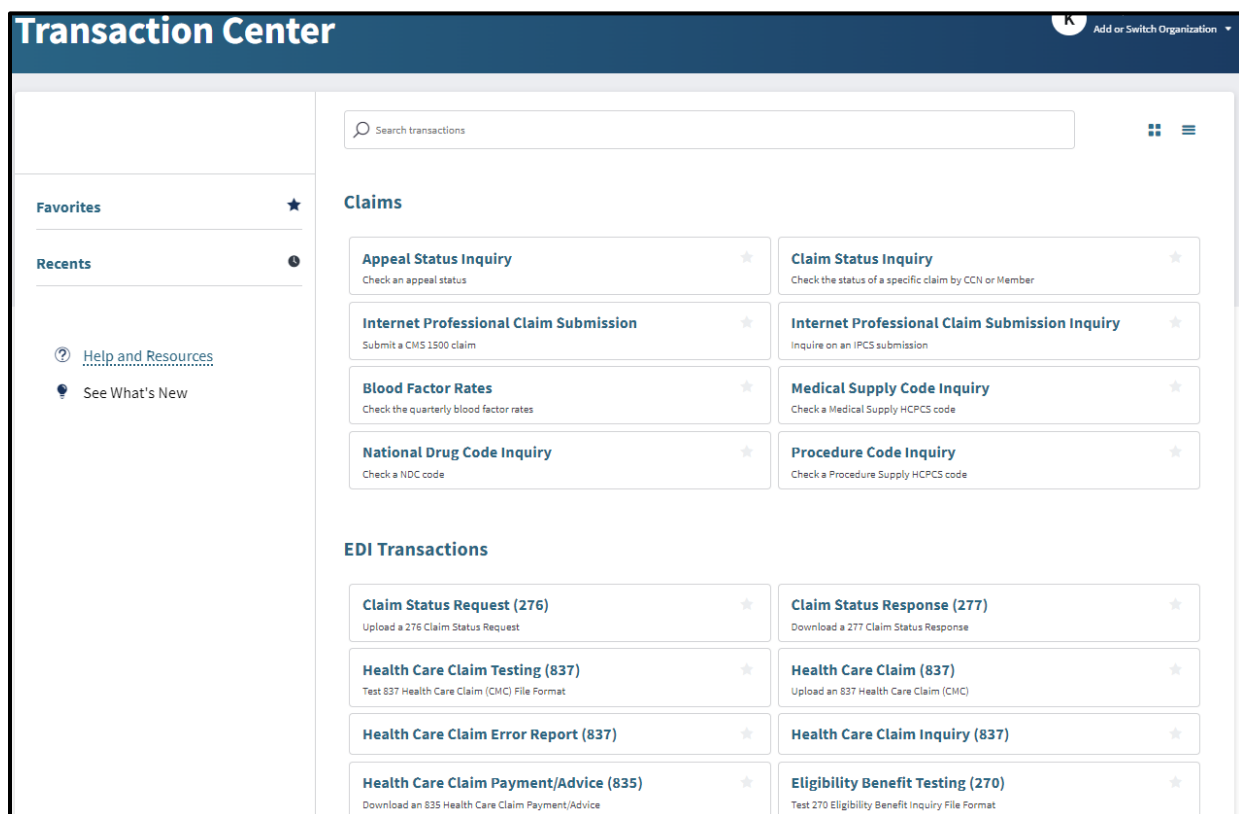 Transaction Center
K
Add or Switch Organization
Search transactions
Favorites
Recents
Help and Resources
See What's New
Claims
Appeal Status Inquiry
Check an appeal status
Claim Status Inquiry
Check the status of a specific claim by CCN or Member
Internet Professional Claim Submission
Submit a CMS 1500 claim
Internet Professional Claim Submission Inquiry
Inquire on an IPCS submission
Blood Factor Rates
Check the quarterly blood factor rates
Medical Supply Code Inquiry
Check a Medical Supply HCPCS code
National Drug Code Inquiry
Check a NDC code
Procedure Code Inquiry
Check a Procedure Supply HCPCS code
EDI Transactions
Claim Status Request (276)
Upload a 276 Claim Status Request
Claim Status Response (277)
Download a 277 Claim Status Response
Health Care Claim Testing (837)
Test 837 Health Care Claim (CMC) File Format
Health Care Claim (837)
Upload an 837 Health Care Claim (CMC)
Health Care Claim Error Report (837)
Health Care Claim Inquiry (837)
Health Care Claim Payment/Advice (835)
Download an 835 Health Care Claim Payment/Advice
Eligibility Benefit Testing (270)
Test 270 Eligibility Benefit Inquiry File Format